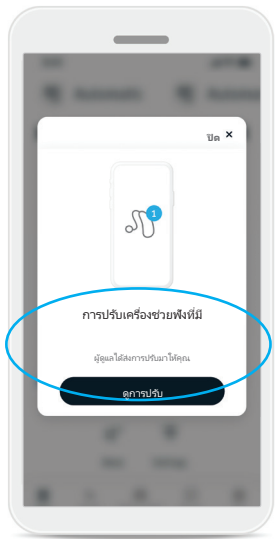 ปิด ×
1
การปรับเครื่องช่วยฟังที่มี
ผู้ดูแลได้ส่งการปรับมาให้คุณ
ดูการปรับ